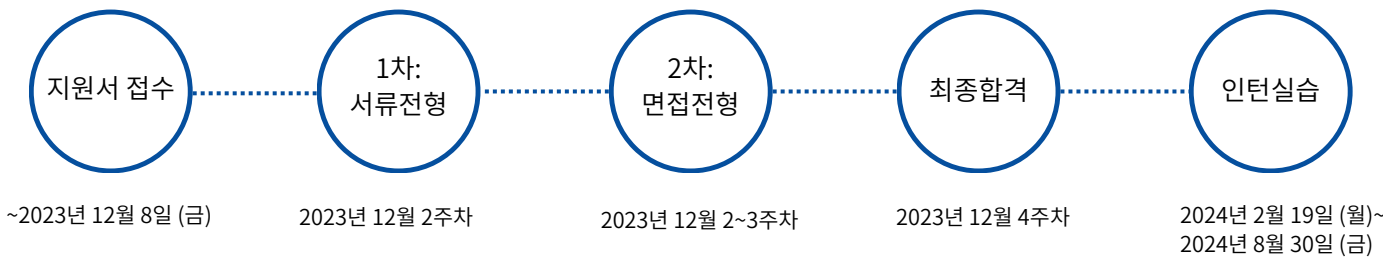 지원서 접수
1차:
서류전형
2차:
면접전형
최종합격
인턴실습
~2023년 12월 8일 (금)
2023년 12월 2주차
2023년 12월 2~3주차
2023년 12월 4주차
2024년 2월 19일 (월)~
2024년 8월 30일 (금)